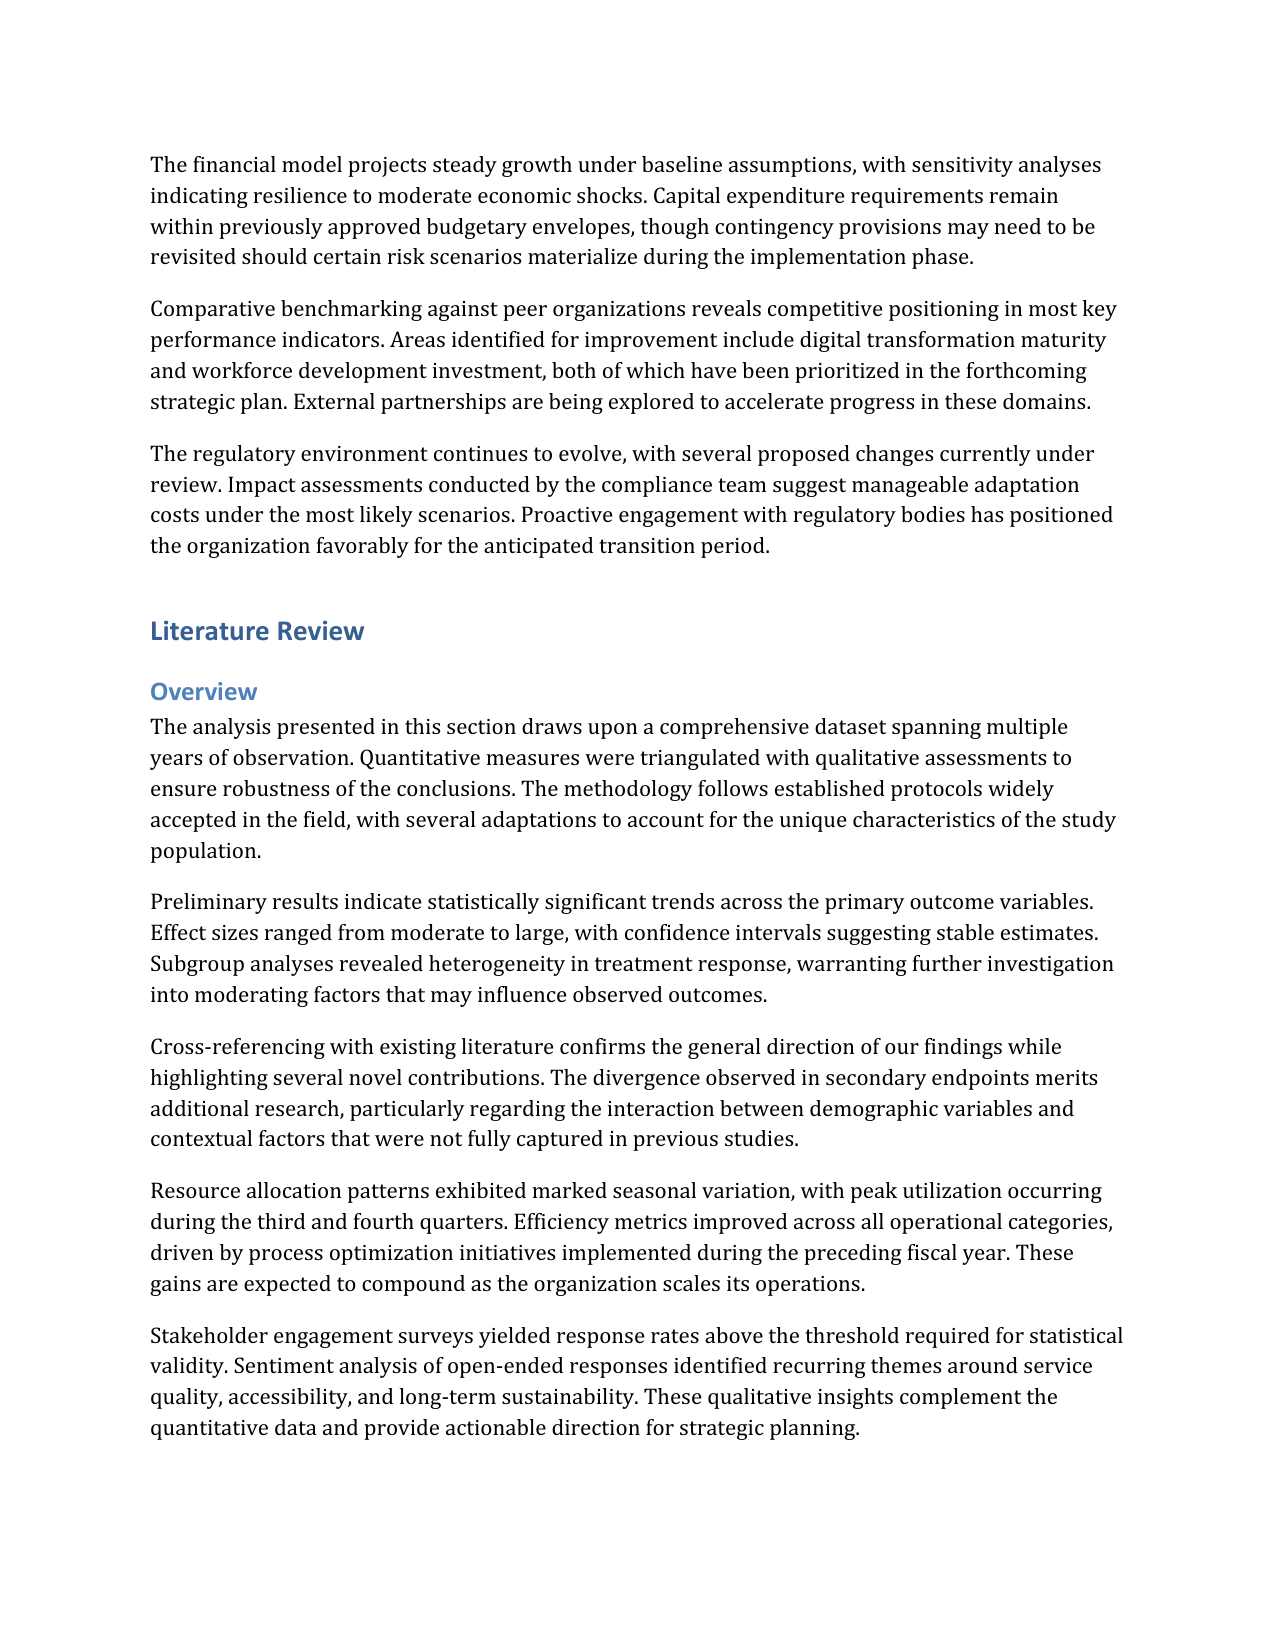 The financial model projects steady growth under baseline assumptions, with sensitivity analyses
indicating resilience to moderate economic shocks. Capital expenditure requirements remain
within previously approved budgetary envelopes, though contingency provisions may need to be
revisited should certain risk scenarios materialize during the implementation phase.
Comparative benchmarking against peer organizations reveals competitive positioning in most key
performance indicators. Areas identified for improvement include digital transformation maturity
and workforce development investment, both of which have been prioritized in the forthcoming
strategic plan. External partnerships are being explored to accelerate progress in these domains.
The regulatory environment continues to evolve, with several proposed changes currently under
review. Impact assessments conducted by the compliance team suggest manageable adaptation
costs under the most likely scenarios. Proactive engagement with regulatory bodies has positioned
the organization favorably for the anticipated transition period.
Literature Review
Overview
The analysis presented in this section draws upon a comprehensive dataset spanning multiple
years of observation. Quantitative measures were triangulated with qualitative assessments to
ensure robustness of the conclusions. The methodology follows established protocols widely
accepted in the field, with several adaptations to account for the unique characteristics of the study
population.
Preliminary results indicate statistically significant trends across the primary outcome variables.
Effect sizes ranged from moderate to large, with confidence intervals suggesting stable estimates.
Subgroup analyses revealed heterogeneity in treatment response, warranting further investigation
into moderating factors that may influence observed outcomes.
Cross-referencing with existing literature confirms the general direction of our findings while
highlighting several novel contributions. The divergence observed in secondary endpoints merits
additional research, particularly regarding the interaction between demographic variables and
contextual factors that were not fully captured in previous studies.
Resource allocation patterns exhibited marked seasonal variation, with peak utilization occurring
during the third and fourth quarters. Efficiency metrics improved across all operational categories,
driven by process optimization initiatives implemented during the preceding fiscal year. These
gains are expected to compound as the organization scales its operations.
Stakeholder engagement surveys yielded response rates above the threshold required for statistical
validity. Sentiment analysis of open-ended responses identified recurring themes around service
quality, accessibility, and long-term sustainability. These qualitative insights complement the
quantitative data and provide actionable direction for strategic planning.